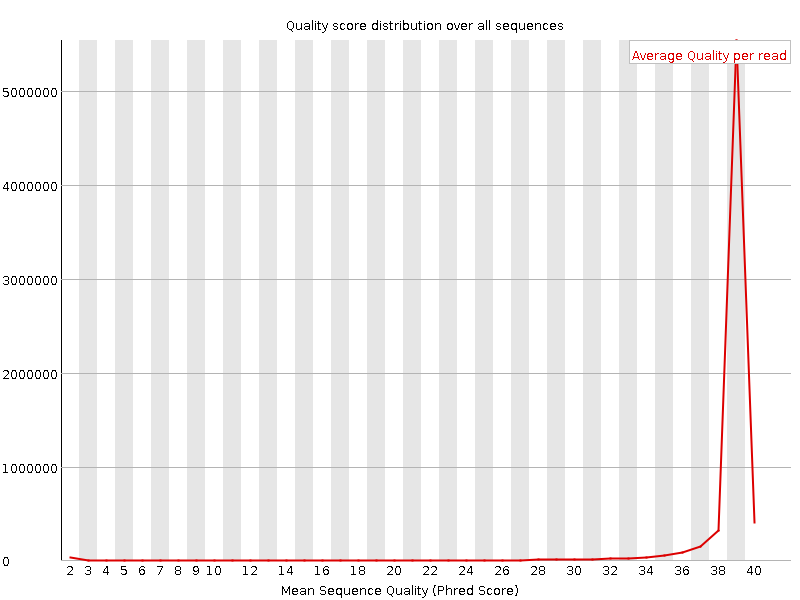 Quality score distribution over all sequences
Average Quality per read
5000000
4000000
3000000
2000000
1000000
0
2 3 4 5 6 7 8 9 10 12 14 16 18 20 22 24 26 28 30 32 34 36 38 40
Mean Sequence Quality (Phred Score)